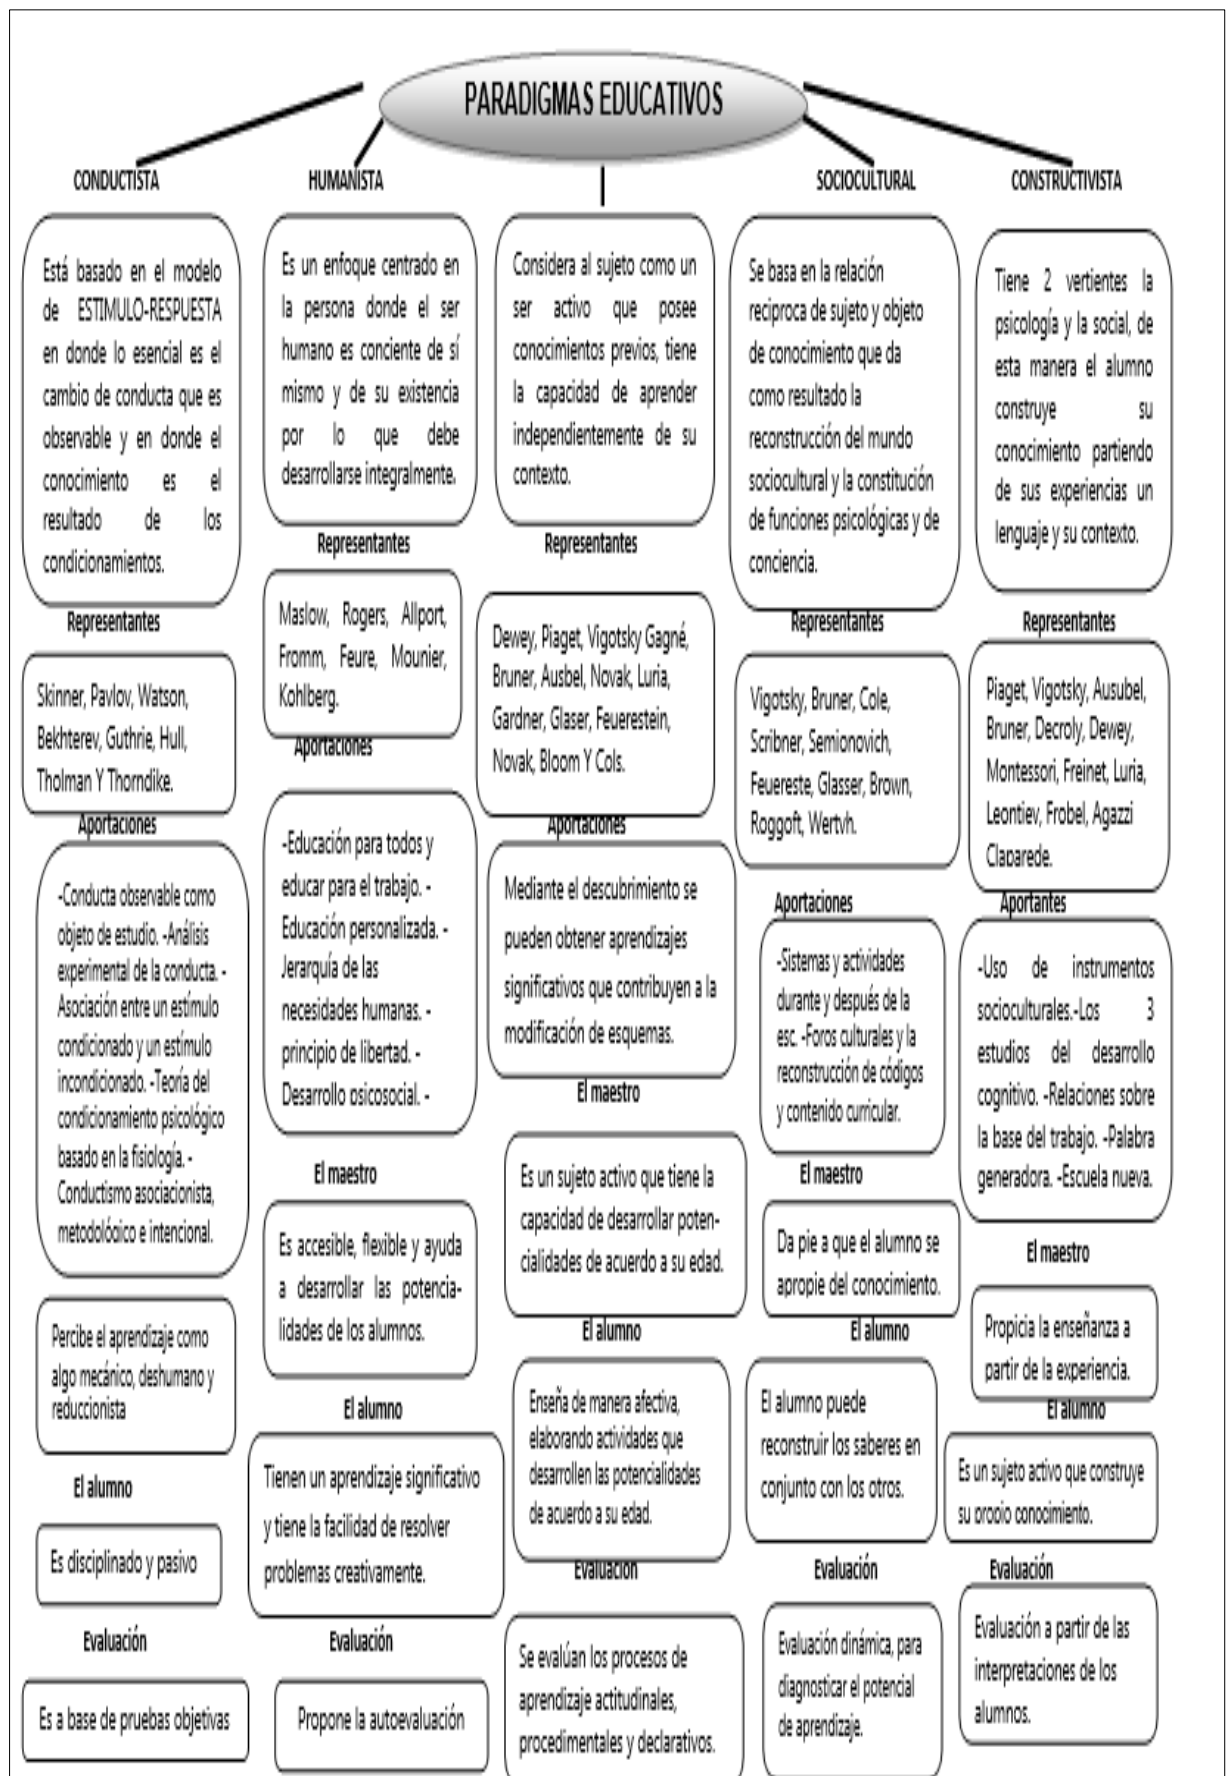 PARADIGMAS EDUCATIVOS
CONDUCTISTA
Está basado en el modelo
de ESTIMULO-RESPUESTA
en donde lo esencial es el
cambio de conducta que es
observable y en donde el
conocimiento es el
resultado de los
condicionamientos.
Representantes
Skinner, Pavlov, Watson,
Bekhterev, Guthrie, Hull,
Tholman Y Thorndike.
Aportaciones
-Conducta observable como
objeto de estudio. -Análisis
experimental de la conducta. -
Asociación entre un estímulo
condicionado y un estímulo
incondicionado. -Teoría del
condicionamiento psicológico
basado en la fisiología. -
Conductismo asociacionista,
metodológico e intencional.
Percibe el aprendizaje como
algo mecánico, deshumano y
reduccionista
El alumno
Es disciplinado y pasivo
Evaluación
Es a base de pruebas objetivas
HUMANISTA
Es un enfoque centrado en
la persona donde el ser
humano es conciente de sí
mismo y de su existencia
por lo que debe
desarrollarse integralmente.
Representantes
Maslow, Rogers, Allport,
Fromm, Feure, Mounier,
Kohlberg.
Aportaciones
-Educación para todos y
educar para el trabajo. -
Educación personalizada. -
Jerarquía de las
necesidades humanas. -
principio de libertad. -
Desarrollo psicosocial. -
El maestro
Es accesible, flexible y ayuda
a desarrollar las potencia-
lidades de los alumnos.
El alumno
Tienen un aprendizaje significativo
y tiene la facilidad de resolver
problemas creativamente.
Evaluación
Propone la autoevaluación
Considera al sujeto como un
ser activo que posee
conocimientos previos, tiene
la capacidad de aprender
independientemente de su
contexto.
Representantes
Dewey, Piaget, Vigotsky Gagné,
Bruner, Ausbel, Novak, Luria,
Gardner, Glaser, Feuerestein,
Novak, Bloom Y Cols.
Aportaciones
Mediante el descubrimiento se
pueden obtener aprendizajes
significativos que contribuyen a la
modificación de esquemas.
El maestro
Es un sujeto activo que tiene la
capacidad de desarrollar poten-
cialidades de acuerdo a su edad.
El alumno
Enseña de manera afectiva,
elaborando actividades que
desarrollen las potencialidades
de acuerdo a su edad.
Evaluación
Se evalúan los procesos de
aprendizaje actitudinales,
procedimentales y declarativos.
SOCIOCULTURAL
Se basa en la relación
reciproca de sujeto y objeto
de conocimiento que da
como resultado la
reconstrucción del mundo
sociocultural y la constitución
de funciones psicológicas y de
conciencia.
Representantes
Vigotsky, Bruner, Cole,
Scribner, Semionovich,
Feuereste, Glasser, Brown,
Roggoft, Wertvh.
Aportaciones
-Sistemas y actividades
durante y después de la
esc. -Foros culturales y la
reconstrucción de códigos
y contenido curricular.
El maestro
Da pie a que el alumno se
apropie del conocimiento.
El alumno
El alumno puede
reconstruir los saberes en
conjunto con los otros.
Evaluación
Evaluación dinámica, para
diagnosticar el potencial
de aprendizaje.
CONSTRUCTIVISTA
Tiene 2 vertientes la
psicología y la social, de
esta manera el alumno
construye su
conocimiento partiendo
de sus experiencias un
lenguaje y su contexto.
Representantes
Piaget, Vigotsky, Ausubel,
Bruner, Decroly, Dewey,
Montessori, Freinet, Luria,
Leontiev, Frobel, Agazzi
Claparede.
Aportantes
-Uso de instrumentos
socioculturales.-Los 3
estudios del desarrollo
cognitivo. -Relaciones sobre
la base del trabajo. -Palabra
generadora. -Escuela nueva.
El maestro
Propicia la enseñanza a
partir de la experiencia.
El alumno
Es un sujeto activo que construye
su propio conocimiento.
Evaluación
Evaluación a partir de las
interpretaciones de los
alumnos.